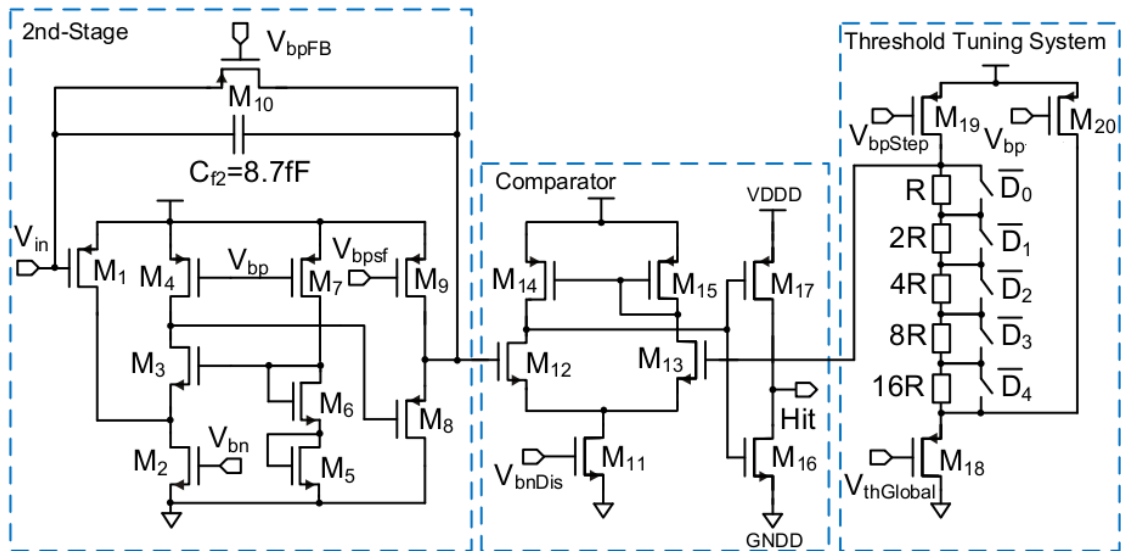 2nd-Stage
V_bpFB
M_10
C_f2=8.7fF
V_in
M_1
M_4
V_bp
M_7
V_bpsf
M_9
M_3
M_6
M_8
M_2
V_bn
M_5
Comparator
VDDD
M_14
M_15
M_17
M_12
M_13
Hit
M_11
M_16
V_bnDis
GNDD
Threshold Tuning System
M_19
M_20
V_bpStep
V_bp.
R
D̅_0
2R
D̅_1
4R
D̅_2
8R
D̅_3
16R
D̅_4
M_18
V_thGlobal